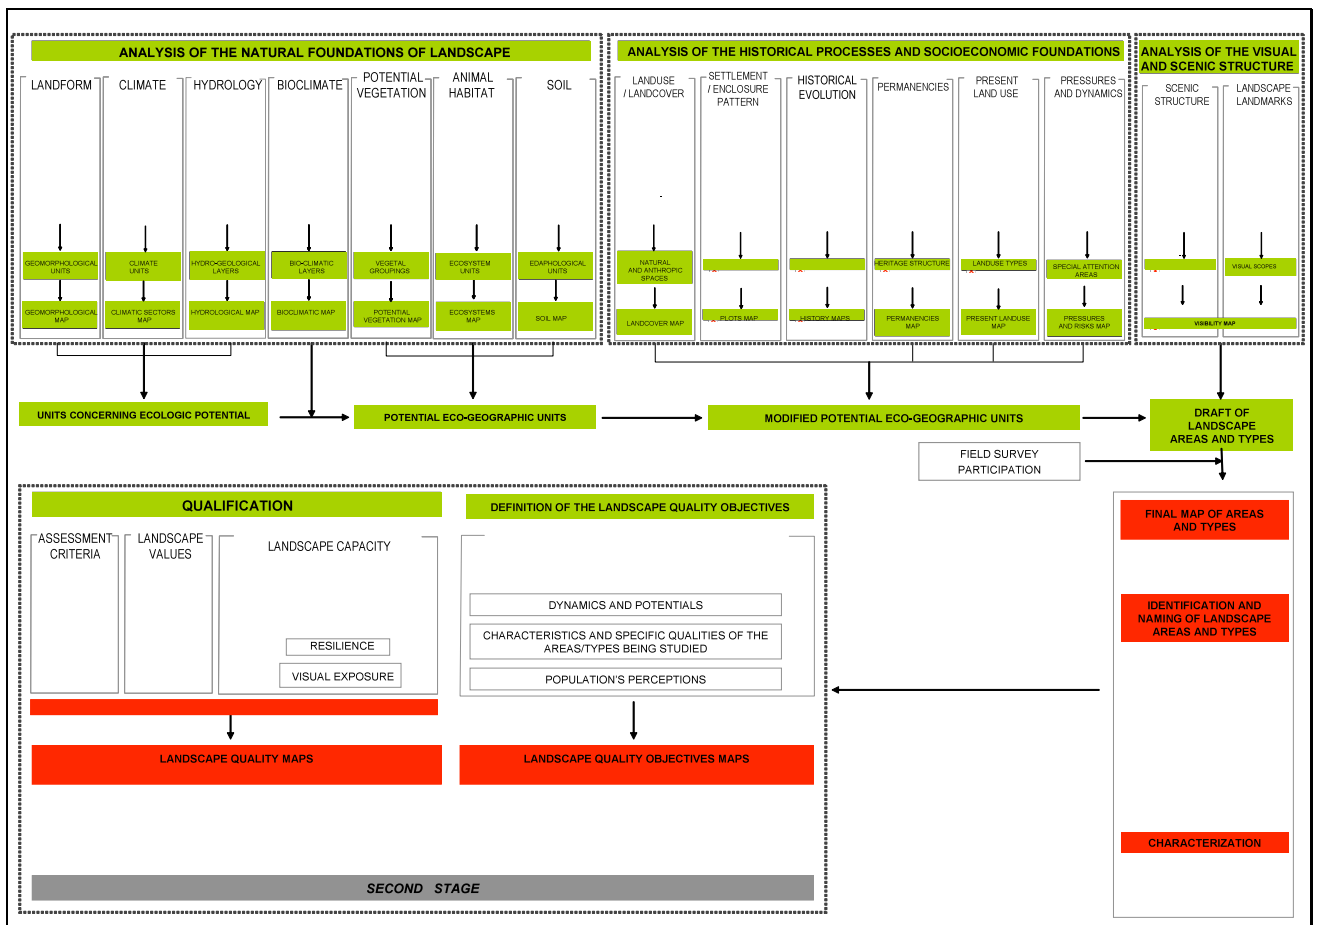 ANALYSIS OF THE NATURAL FOUNDATIONS OF LANDSCAPE
LANDFORM
CLIMATE
HYDROLOGY
BIOCLIMATE
POTENTIAL
VEGETATION
ANIMAL
HABITAT
SOIL
GEOMORPHOLOGICAL
UNITS
CLIMATE
UNITS
HYDRO-GEOLOGICAL
LAYERS
BIO-CLIMATIC
LAYERS
VEGETAL
GROUPINGS
ECOSYSTEM
UNITS
EDAPHOLOGICAL
UNITS
GEOMORPHOLOGICAL
MAP
CLIMATIC SECTORS
MAP
HYDROLOGICAL MAP
BIOCLIMATIC MAP
POTENTIAL
VEGETATION MAP
ECOSYSTEMS
MAP
SOIL MAP
ANALYSIS OF THE HISTORICAL PROCESSES AND SOCIOECONOMIC FOUNDATIONS
LANDUSE
/ LANDCOVER
SETTLEMENT
/ ENCLOSURE
PATTERN
HISTORICAL
EVOLUTION
PERMANENCIES
PRESENT
LAND USE
PRESSURES
AND DYNAMICS
NATURAL
AND ANTHROPIC
SPACES
HERITAGE STRUCTURE
LANDUSE TYPES
SPECIAL ATTENTION
AREAS
LANDCOVER MAP
PLOTS MAP
HISTORY MAPS
PERMANENCIES
MAP
PRESENT LANDUSE
MAP
PRESSURES
AND RISKS MAP
ANALYSIS OF THE VISUAL
AND SCENIC STRUCTURE
SCENIC
STRUCTURE
LANDSCAPE
LANDMARKS
VISUAL SCOPES
VISIBILITY MAP
UNITS CONCERNING ECOLOGIC POTENTIAL
POTENTIAL ECO-GEOGRAPHIC UNITS
MODIFIED POTENTIAL ECO-GEOGRAPHIC UNITS
DRAFT OF
LANDSCAPE
AREAS AND TYPES
FIELD SURVEY
PARTICIPATION
QUALIFICATION
ASSESSMENT
CRITERIA
LANDSCAPE
VALUES
LANDSCAPE CAPACITY
RESILIENCE
VISUAL EXPOSURE
LANDSCAPE QUALITY MAPS
DEFINITION OF THE LANDSCAPE QUALITY OBJECTIVES
DYNAMICS AND POTENTIALS
CHARACTERISTICS AND SPECIFIC QUALITIES OF THE
AREAS/TYPES BEING STUDIED
POPULATION'S PERCEPTIONS
LANDSCAPE QUALITY OBJECTIVES MAPS
SECOND STAGE
FINAL MAP OF AREAS
AND TYPES
IDENTIFICATION AND
NAMING OF LANDSCAPE
AREAS AND TYPES
CHARACTERIZATION